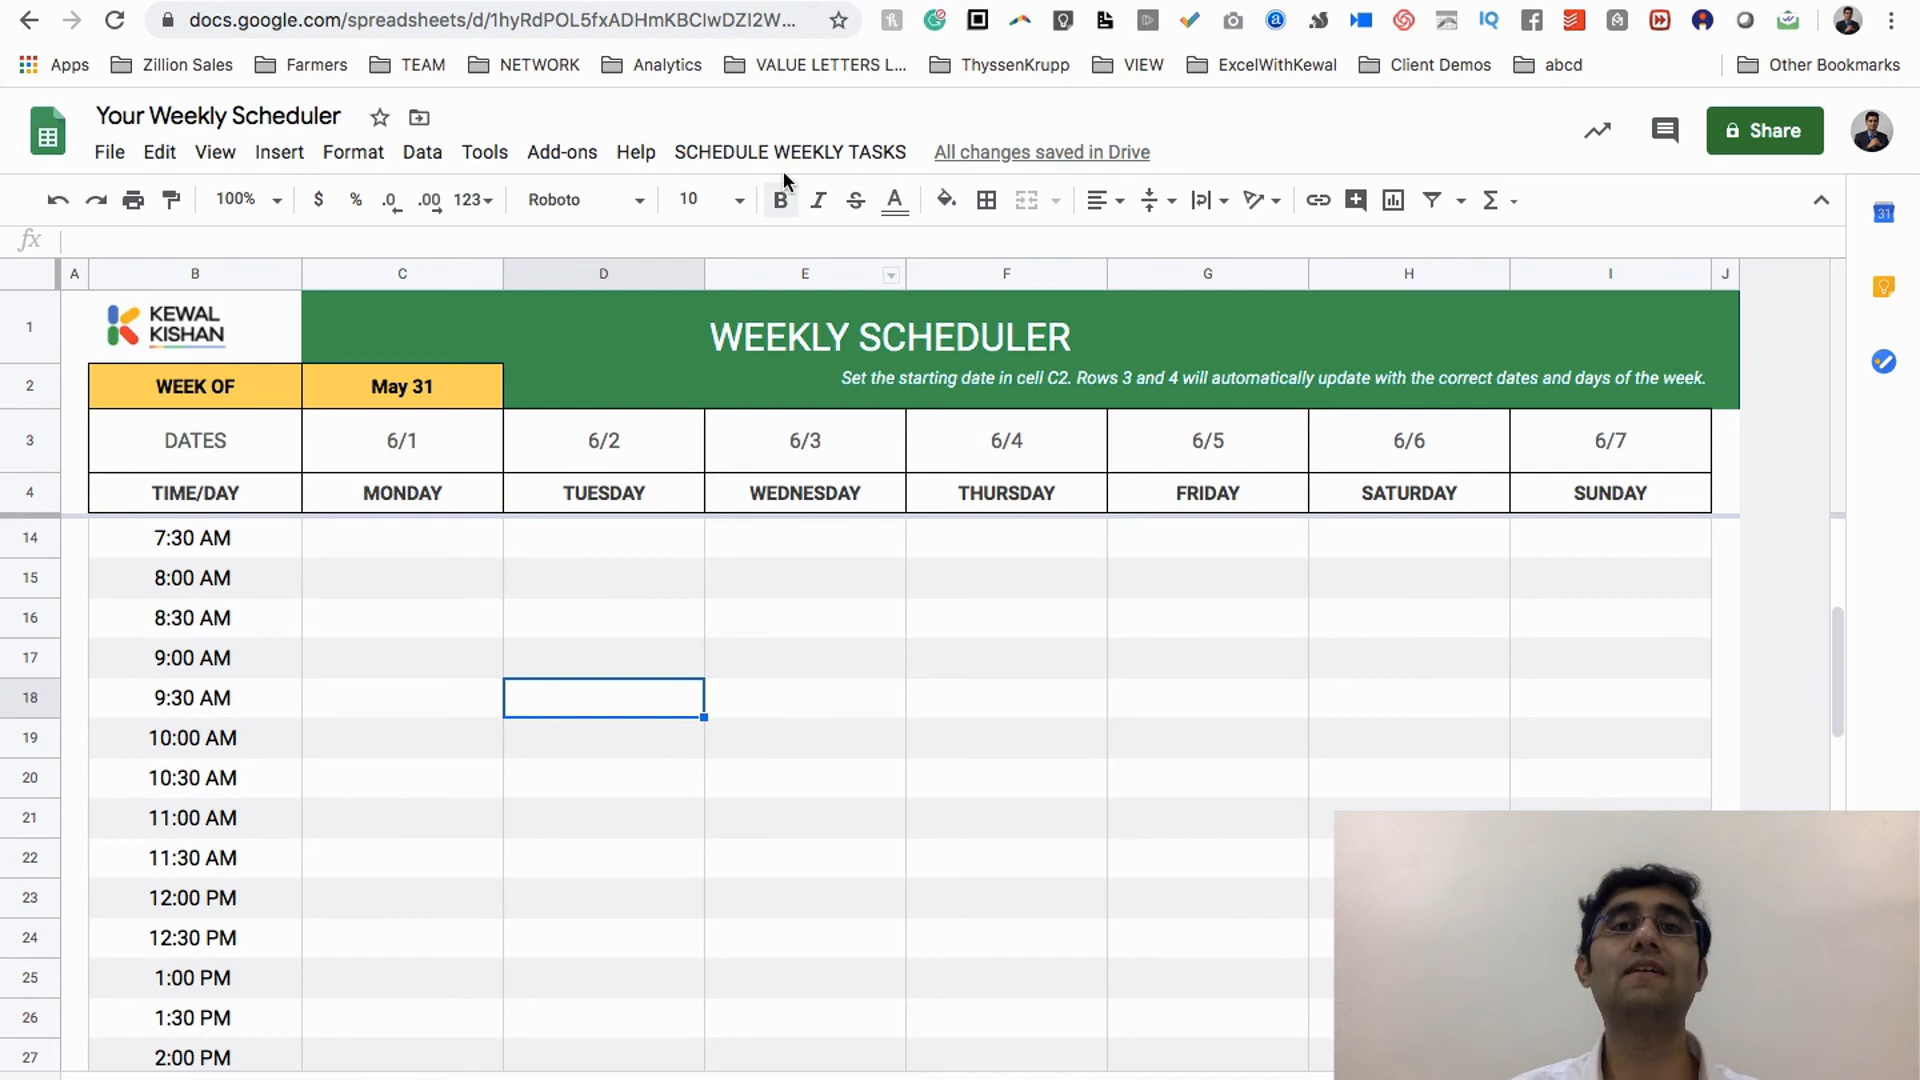 docs.google.com/spreadsheets/d/1hyRdPOL5fxADHmKBClwDZI2W...
Apps Zillion Sales Farmers TEAM NETWORK Analytics VALUE LETTERS L... ThyssenKrupp VIEW ExcelWithKewal Client Demos abcd Other Bookmarks
Your Weekly Scheduler
File Edit View Insert Format Data Tools Add-ons Help SCHEDULE WEEKLY TASKS All changes saved in Drive
Share
100% $ % .0 .00 123 Roboto 10 B I S A Σ
31
fx
A B C D E F G H I J
1 KEWAL KISHAN WEEKLY SCHEDULER
2 WEEK OF May 31 Set the starting date in cell C2. Rows 3 and 4 will automatically update with the correct dates and days of the week.
3 DATES 6/1 6/2 6/3 6/4 6/5 6/6 6/7
4 TIME/DAY MONDAY TUESDAY WEDNESDAY THURSDAY FRIDAY SATURDAY SUNDAY
14 7:30 AM
15 8:00 AM
16 8:30 AM
17 9:00 AM
18 9:30 AM
19 10:00 AM
20 10:30 AM
21 11:00 AM
22 11:30 AM
23 12:00 PM
24 12:30 PM
25 1:00 PM
26 1:30 PM
27 2:00 PM